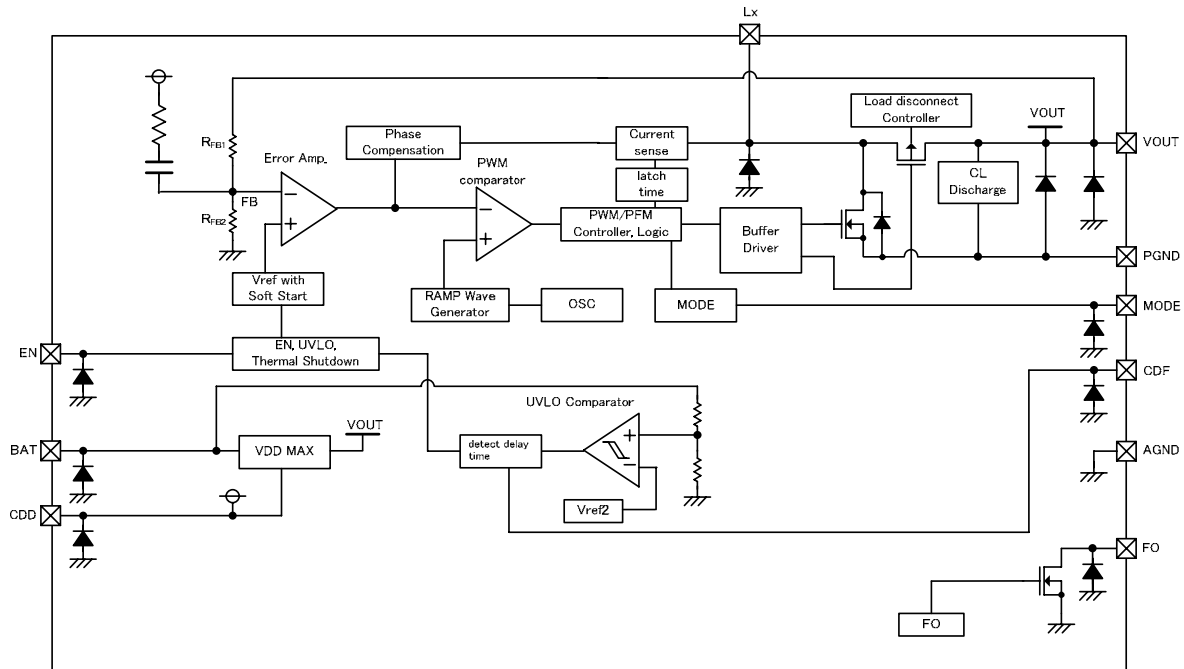 Lx
Load disconnect
Controller
VOUT
VOUT
RFB1
Phase
Compensation
Current
sense
Error Amp.
PWM
comparator
latch
time
CL
Discharge
FB
RFB2
PWM/PFM
Controller, Logic
Buffer
Driver
PGND
Vref with
Soft Start
RAMP Wave
Generator
OSC
MODE
MODE
EN
EN, UVLO,
Thermal Shutdown
CDF
UVLO Comparator
VOUT
BAT
VDD MAX
detect delay
time
AGND
CDD
Vref2
FO
FO